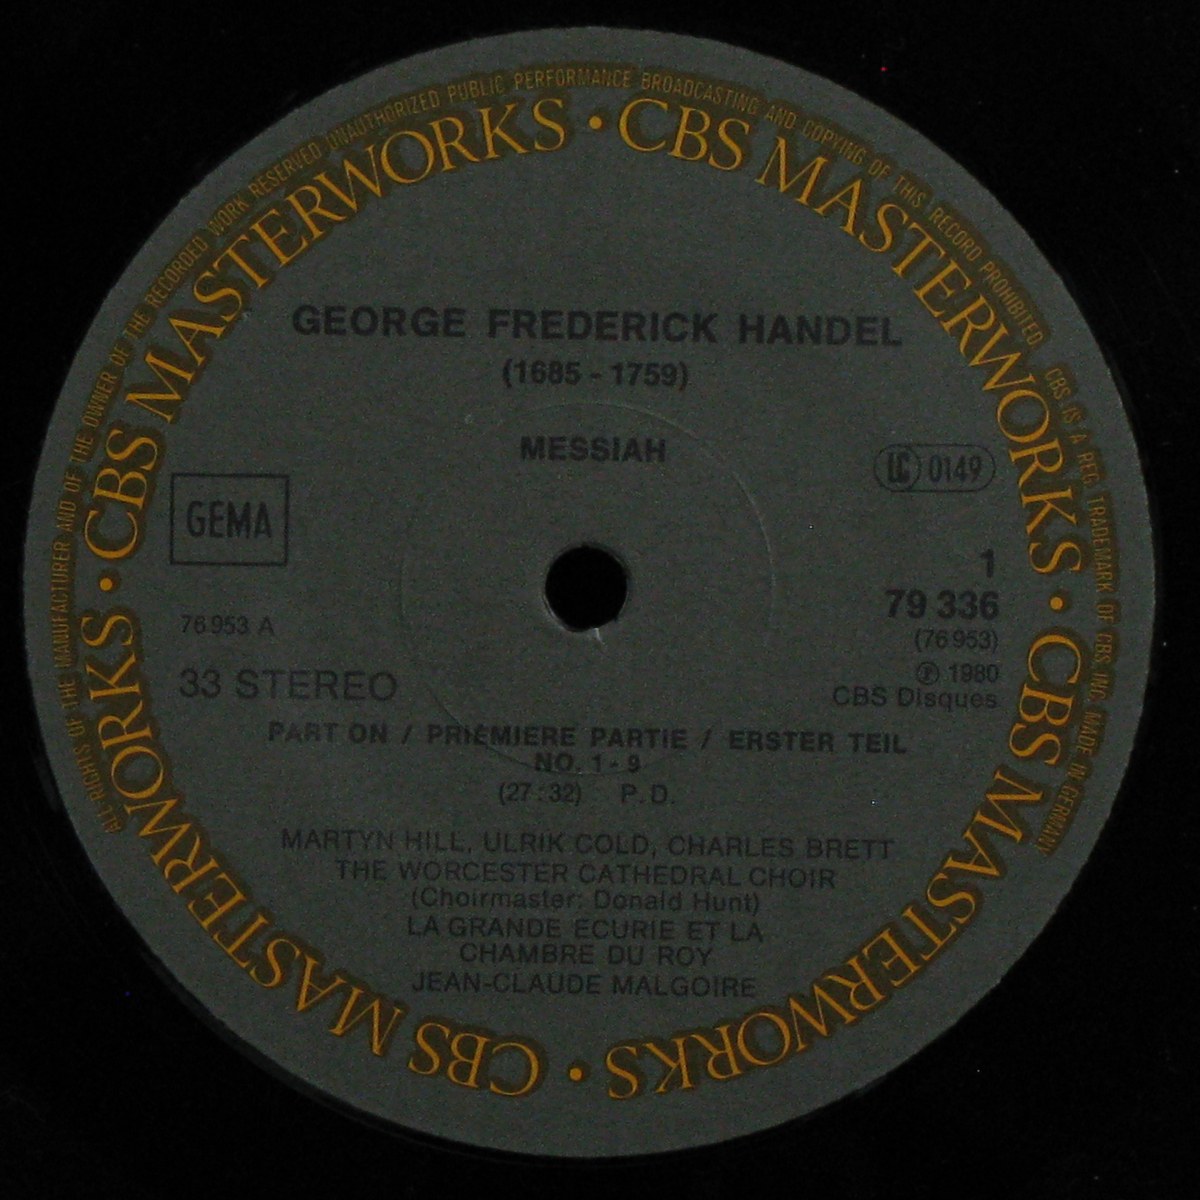 ALL RIGHTS OF THE MANUFACTURER AND OF THE OWNER OF THE RECORDED WORK RESERVED UNAUTHORIZED PUBLIC PERFORMANCE BROADCASTING AND COPYING OF THIS RECORD PROHIBITED CBS IS A REG. TRADEMARK OF CBS INC. MADE IN GERMANY
CBS MASTERWORKS • CBS MASTERWORKS • CBS MASTERWORKS • CBS MASTERWORKS •
GEORGE FREDERICK HANDEL
(1685 - 1759)
MESSIAH
LC 0149
GEMA
1
79 336
76 953 A
(76 953)
Ⓟ 1980
33 STEREO
CBS Disques
PART ON / PRIEMIERE PARTIE / ERSTER TEIL
NO. 1 - 9
(27 : 32) P. D.
MARTYN HILL, ULRIK COLD, CHARLES BRETT
THE WORCESTER CATHEDRAL CHOIR
(Choirmaster: Donald Hunt)
LA GRANDE ECURIE ET LA
CHAMBRE DU ROY
JEAN-CLAUDE MALGOIRE